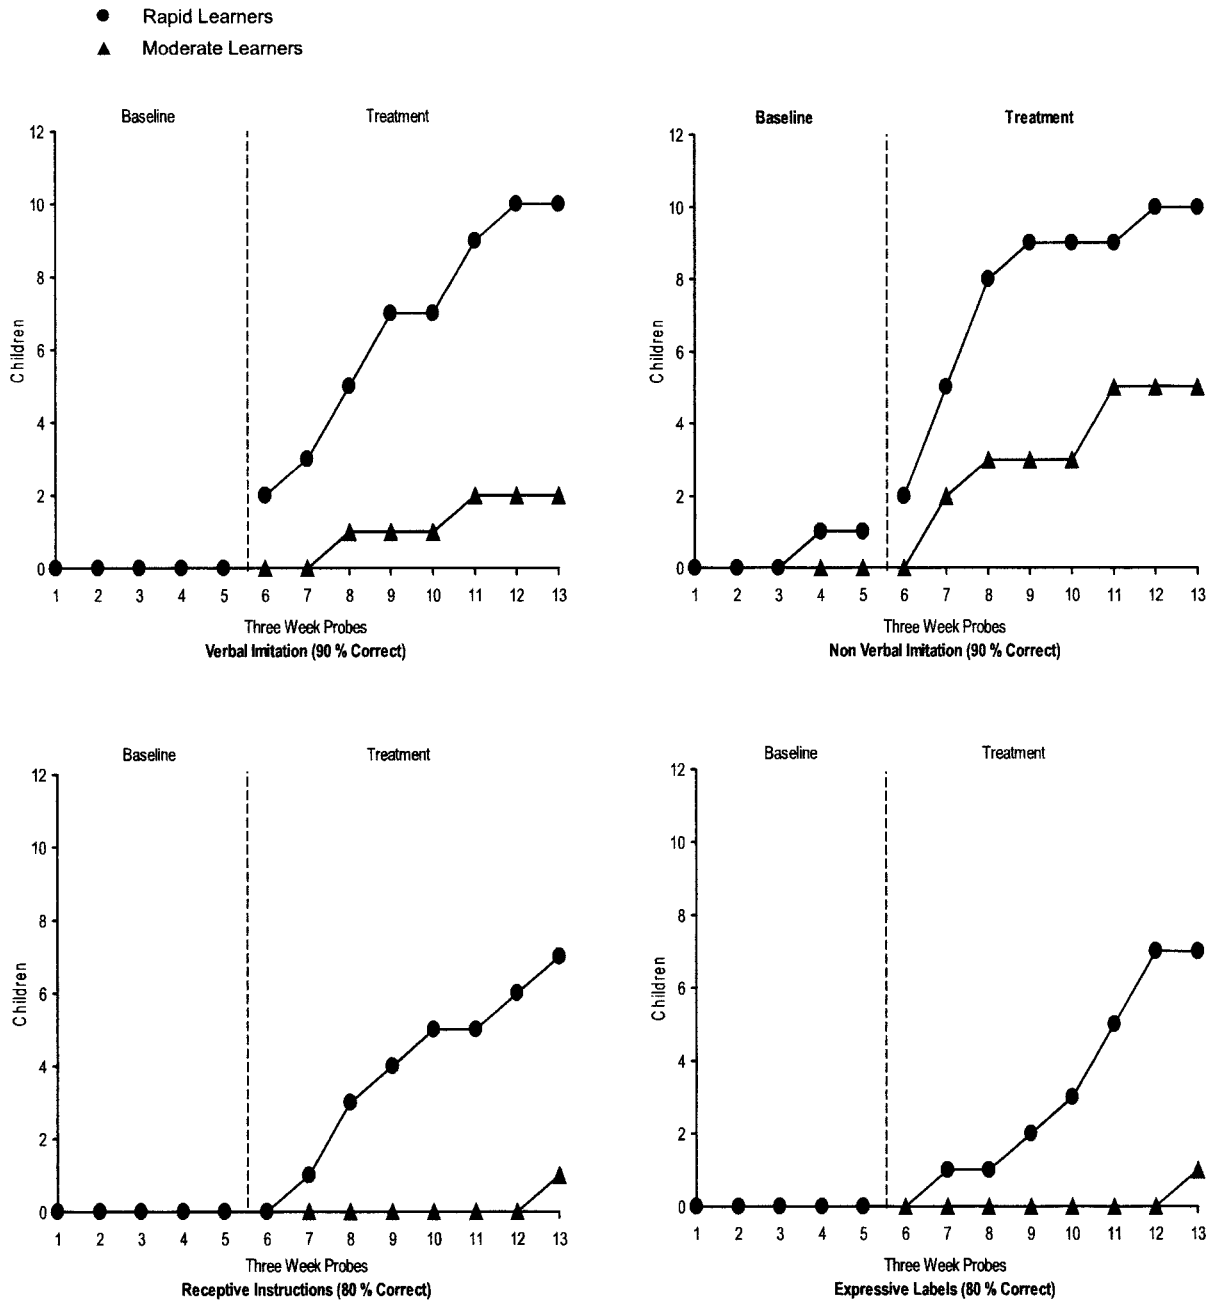 Rapid Learners
Moderate Learners
Baseline
Treatment
12
10
8
6
4
2
0
Children
1 2 3 4 5 6 7 8 9 10 11 12 13
Three Week Probes
Verbal Imitation (90 % Correct)
Baseline
Treatment
12
10
8
6
4
2
0
Children
1 2 3 4 5 6 7 8 9 10 11 12 13
Three Week Probes
Non Verbal Imitation (90 % Correct)
Baseline
Treatment
12
10
8
6
4
2
0
Children
1 2 3 4 5 6 7 8 9 10 11 12 13
Three Week Probes
Receptive Instructions (80 % Correct)
Baseline
Treatment
12
10
8
6
4
2
0
Children
1 2 3 4 5 6 7 8 9 10 11 12 13
Three Week Probes
Expressive Labels (80 % Correct)